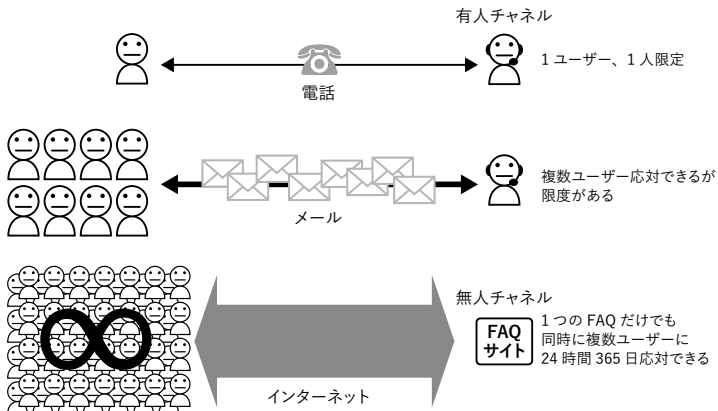 有人チャネル
1 ユーザー、1 人限定
電話
複数ユーザー応対できるが
限度がある
メール
無人チャネル
FAQ
サイト
1 つの FAQ だけでも
同時に複数ユーザーに
24 時間 365 日応対できる
インターネット